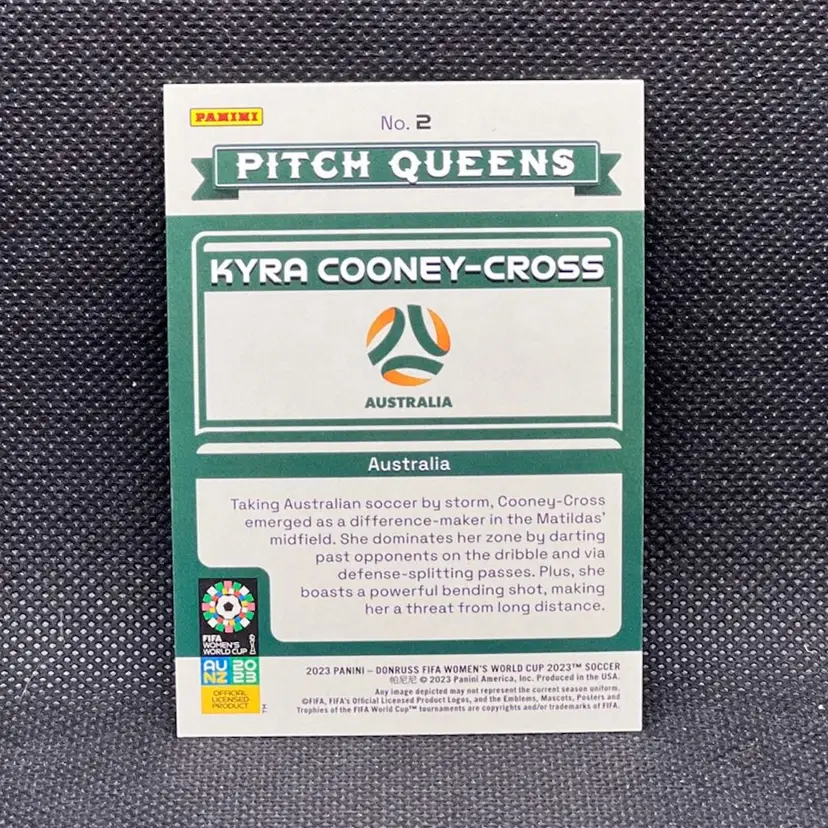 PANINI
No. 2
PITCH QUEENS
KYRA COONEY-CROSS
AUSTRALIA
Australia
Taking Australian soccer by storm, Cooney-Cross
emerged as a difference-maker in the Matildas'
midfield. She dominates her zone by darting
past opponents on the dribble and via
defense-splitting passes. Plus, she
boasts a powerful bending shot, making
her a threat from long distance.
FIFA
WOMEN'S
WORLD CUP
AU 20
NZ 23
OFFICIAL
LICENSED
PRODUCT
TM
2023 PANINI – DONRUSS FIFA WOMEN'S WORLD CUP 2023™ SOCCER
帕尼尼 © 2023 Panini America, Inc. Produced in the USA.
Any image depicted may not represent the current season uniform.
©FIFA, FIFA's Official Licensed Product Logos, and the Emblems, Mascots, Posters and
Trophies of the FIFA World Cup™ tournaments are copyrights and/or trademarks of FIFA.